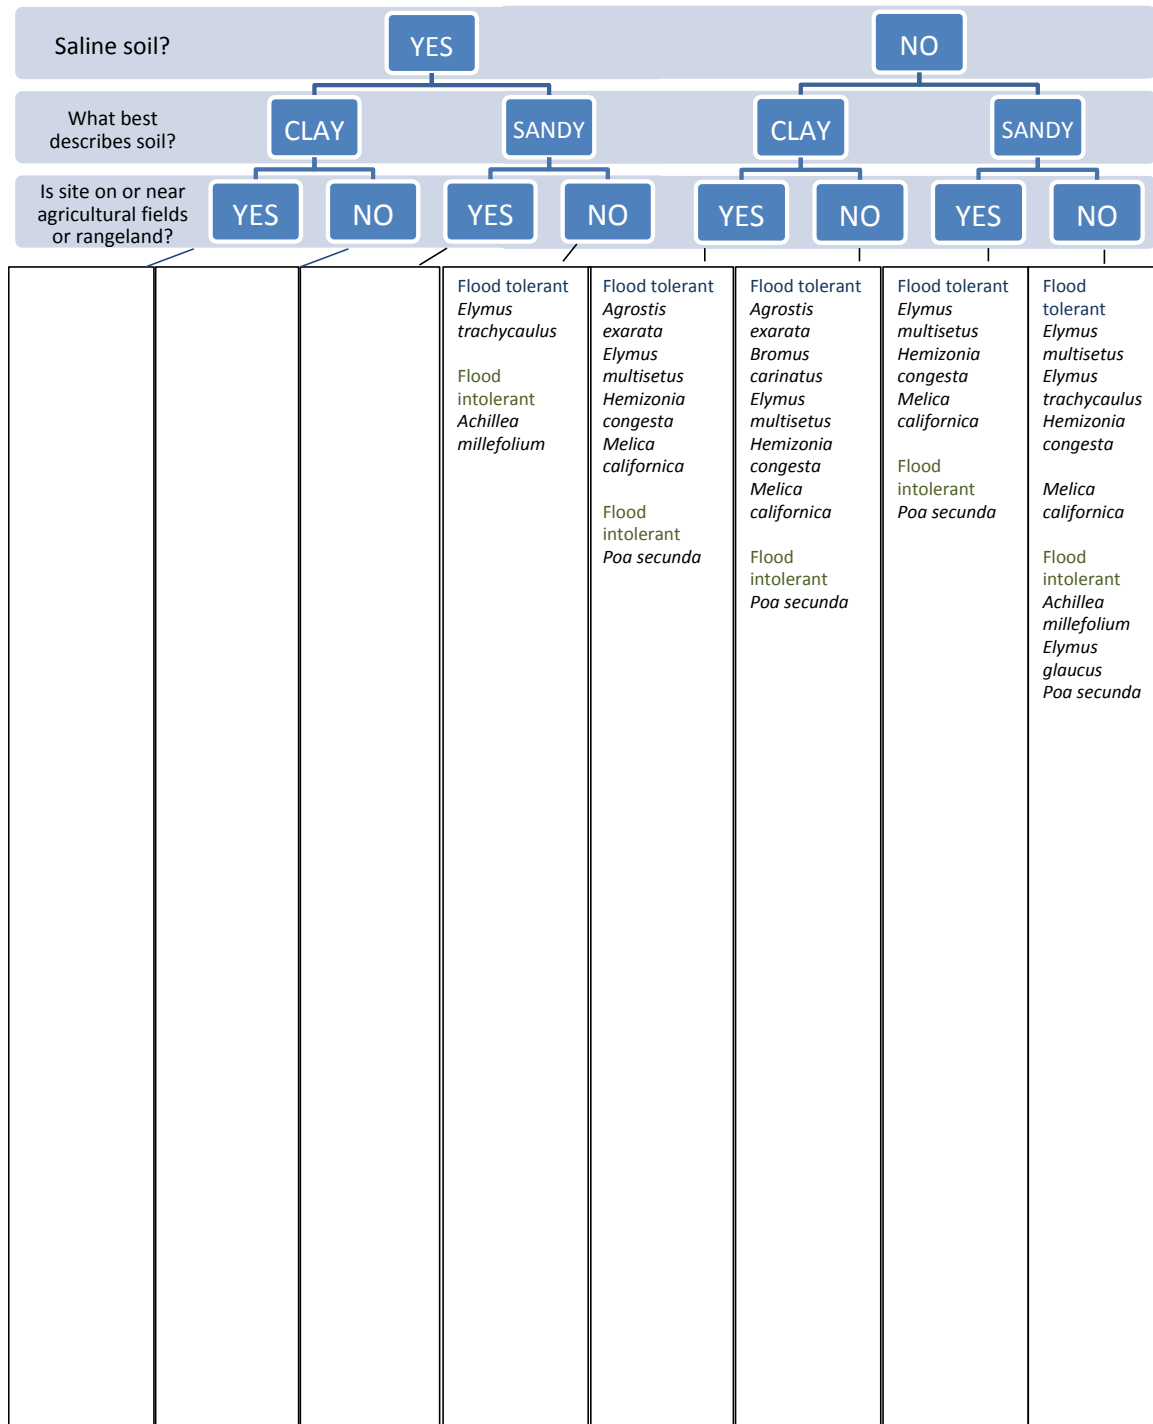 Saline soil?
YES
NO
What best
describes soil?
CLAY
SANDY
CLAY
SANDY
Is site on or near
agricultural fields
or rangeland?
YES
NO
YES
NO
YES
NO
YES
NO
Flood tolerant
Elymus
trachycaulus
Flood
intolerant
Achillea
millefolium
Flood tolerant
Agrostis
exarata
Elymus
multisetus
Hemizonia
congesta
Melica
californica
Flood
intolerant
Poa secunda
Flood tolerant
Agrostis
exarata
Bromus
carinatus
Elymus
multisetus
Hemizonia
congesta
Melica
californica
Flood
intolerant
Poa secunda
Flood tolerant
Elymus
multisetus
Hemizonia
congesta
Melica
californica
Flood
intolerant
Poa secunda
Flood
tolerant
Elymus
multisetus
Elymus
trachycaulus
Hemizonia
congesta
Melica
californica
Flood
intolerant
Achillea
millefolium
Elymus
glaucus
Poa secunda